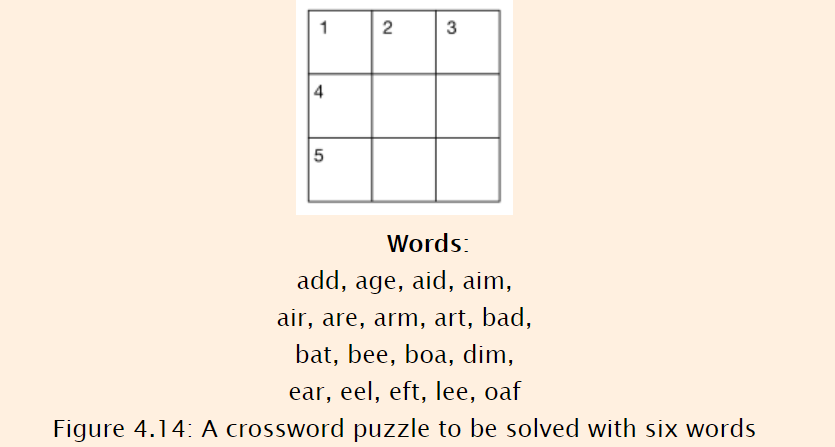 1 2 3
4
5
Words:
add, age, aid, aim,
air, are, arm, art, bad,
bat, bee, boa, dim,
ear, eel, eft, lee, oaf
Figure 4.14: A crossword puzzle to be solved with six words